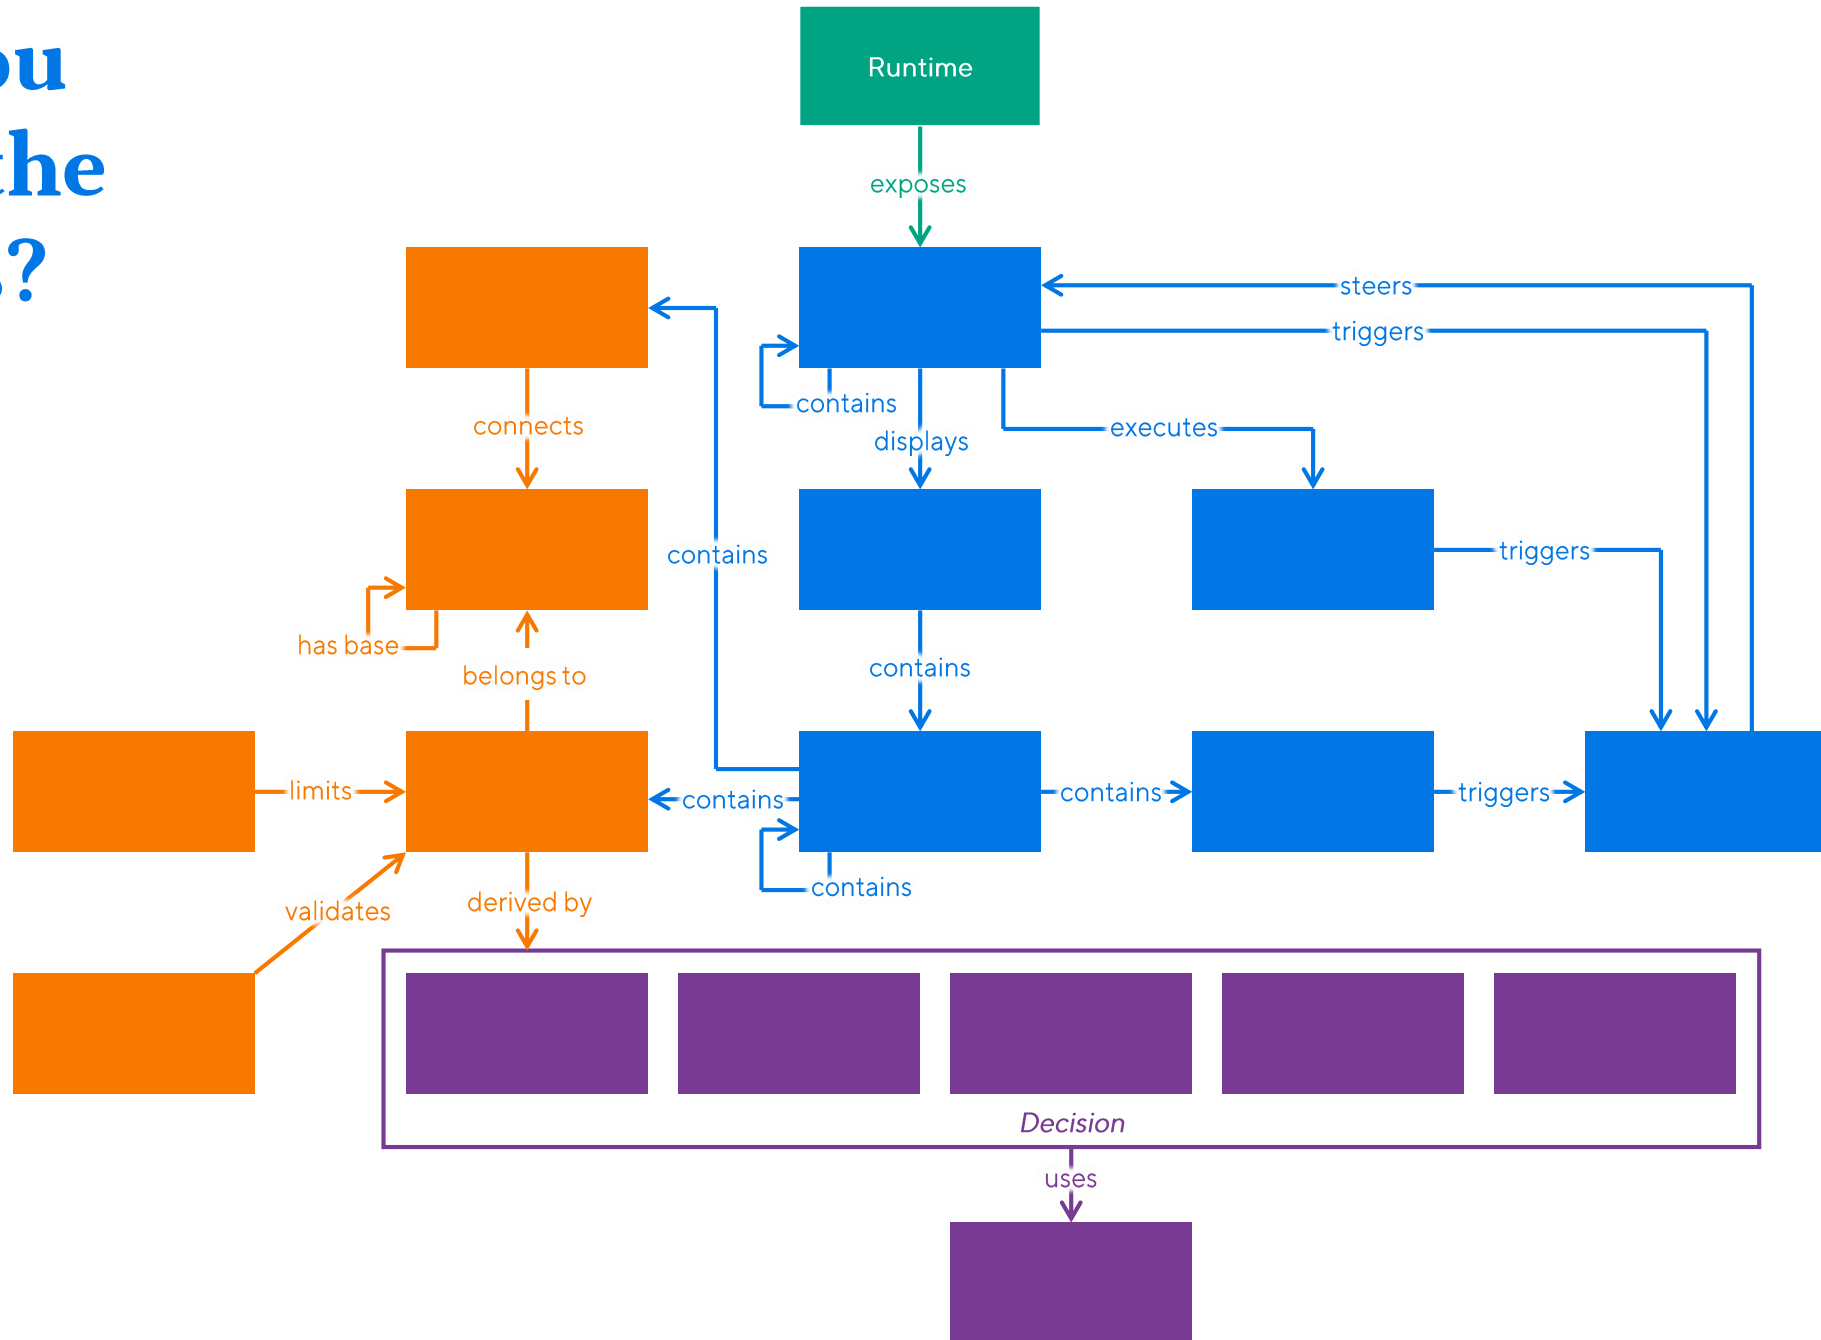 ou
the
s?
Runtime
exposes
steers
triggers
contains
connects
displays
executes
contains
triggers
has base
belongs to
contains
limits
contains
contains
triggers
contains
validates
derived by
Decision
uses